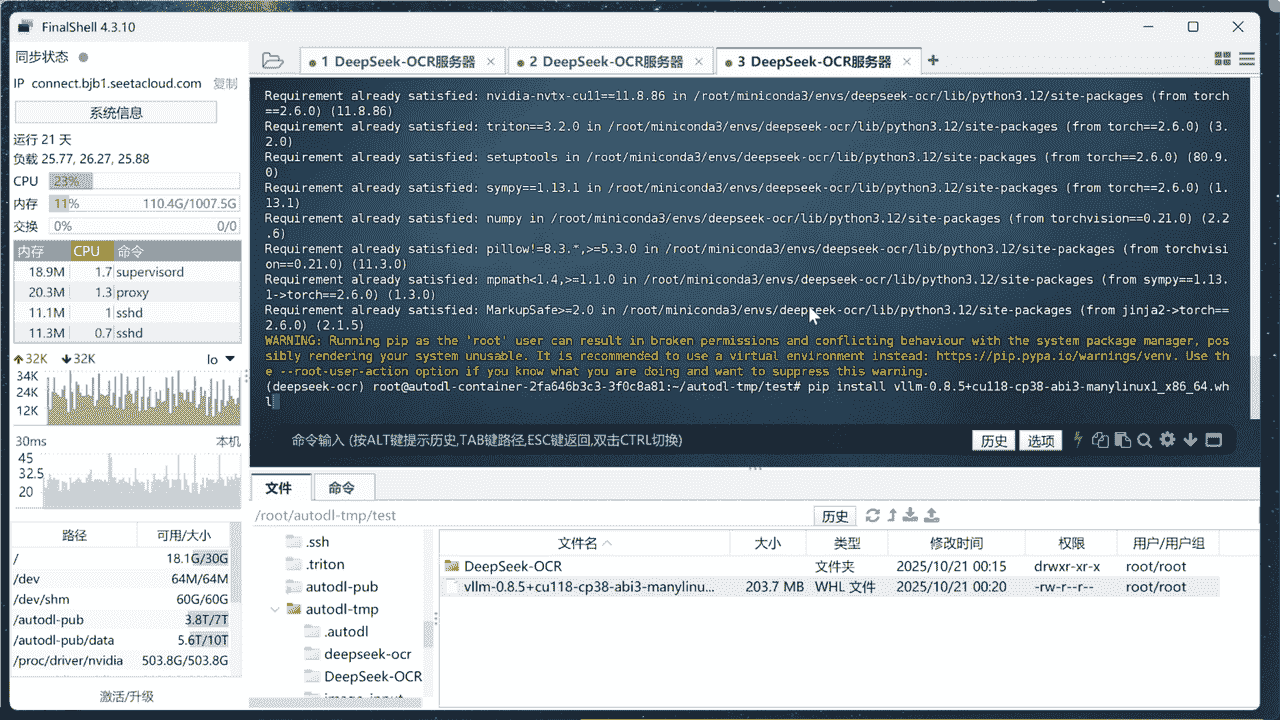 FinalShell 4.3.10
同步状态
IP connect.bjb1.seetacloud.com 复制
系统信息
运行 21 天
负载 25.77, 26.27, 25.88
CPU 23%
内存 11% 110.4G/1007.5G
交换 0% 0/0
内存 CPU 命令
18.9M 1.7 supervisord
20.3M 1.3 proxy
11.1M 1 sshd
11.3M 0.7 sshd
32K 32K lo
34K
24K
12K
30ms 本机
45
32.5
20
路径 可用/大小
/ 18.1G/30G
/dev 64M/64M
/dev/shm 60G/60G
/autodl-pub 3.8T/7T
/autodl-pub/data 5.6T/10T
/proc/driver/nvidia 503.8G/503.8G
激活/升级
1 DeepSeek-OCR服务器
2 DeepSeek-OCR服务器
3 DeepSeek-OCR服务器
Requirement already satisfied: nvidia-nvtx-cu11==11.8.86 in /root/miniconda3/envs/deepseek-ocr/lib/python3.12/site-packages (from torch
==2.6.0) (11.8.86)
Requirement already satisfied: triton==3.2.0 in /root/miniconda3/envs/deepseek-ocr/lib/python3.12/site-packages (from torch==2.6.0) (3.
2.0)
Requirement already satisfied: setuptools in /root/miniconda3/envs/deepseek-ocr/lib/python3.12/site-packages (from torch==2.6.0) (80.9.
0)
Requirement already satisfied: sympy==1.13.1 in /root/miniconda3/envs/deepseek-ocr/lib/python3.12/site-packages (from torch==2.6.0) (1.
13.1)
Requirement already satisfied: numpy in /root/miniconda3/envs/deepseek-ocr/lib/python3.12/site-packages (from torchvision==0.21.0) (2.2
.6)
Requirement already satisfied: pillow!=8.3.*,>=5.3.0 in /root/miniconda3/envs/deepseek-ocr/lib/python3.12/site-packages (from torchvisi
on==0.21.0) (11.3.0)
Requirement already satisfied: mpmath<1.4,>=1.1.0 in /root/miniconda3/envs/deepseek-ocr/lib/python3.12/site-packages (from sympy==1.13.
1->torch==2.6.0) (1.3.0)
Requirement already satisfied: MarkupSafe>=2.0 in /root/miniconda3/envs/deepseek-ocr/lib/python3.12/site-packages (from jinja2->torch==
2.6.0) (2.1.5)
WARNING: Running pip as the 'root' user can result in broken permissions and conflicting behaviour with the system package manager, pos
sibly rendering your system unusable. It is recommended to use a virtual environment instead: https://pip.pypa.io/warnings/venv. Use th
e --root-user-action option if you know what you are doing and want to suppress this warning.
(deepseek-ocr) root@autodl-container-2fa646b3c3-3f0c8a81:~/autodl-tmp/test# pip install vllm-0.8.5+cu118-cp38-abi3-manylinux1_x86_64.wh
l
命令输入 (按ALT键提示历史,TAB键路径,ESC键返回,双击CTRL切换)
历史 选项
文件 命令
/root/autodl-tmp/test 历史
.ssh
.triton
autodl-pub
autodl-tmp
.autodl
deepseek-ocr
DeepSeek-OCR
文件名 大小 类型 修改时间 权限 用户/用户组
DeepSeek-OCR 文件夹 2025/10/21 00:15 drwxr-xr-x root/root
vllm-0.8.5+cu118-cp38-abi3-manylinu... 203.7 MB WHL 文件 2025/10/21 00:20 -rw-r--r-- root/root